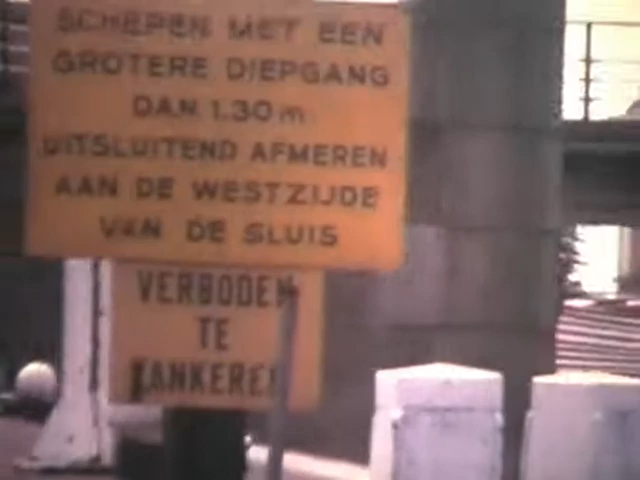 SCHEPEN MET EEN
GROTERE DIEPGANG
DAN 1.30 m
UITSLUITEND AFMEREN
AAN DE WESTZIJDE
VAN DE SLUIS
VERBODEN
TE
ANKEREN